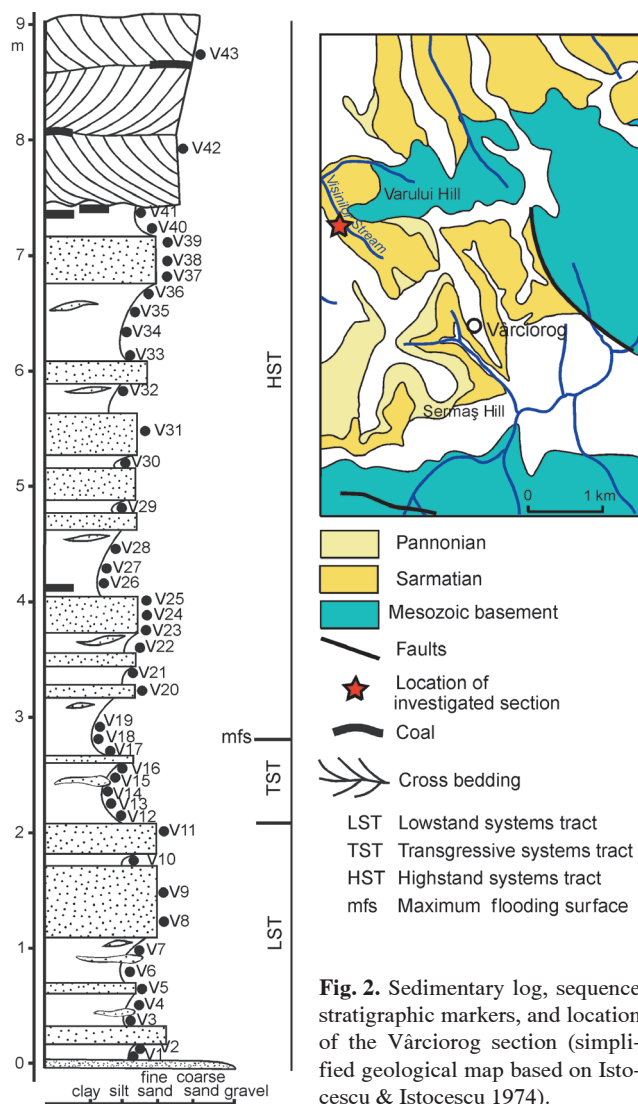 9
m
V43
8
V42
V41
V40
7
V39
V38
V37
V36
V35
V34
V33
6
V32
V31
V30
5
V29
V28
V27
V26
4
V25
V24
V23
V22
V21
V20
3
V19
V18
V17
V16
V15
V14
V13
V12
2
V11
V10
V9
V8
1
V7
V6
V5
V4
V3
V2
V1
0
clay silt fine sand coarse sand gravel
HST
mfs
TST
LST
Varului Hill
Visinilor Stream
Vârciorog
Sermaş Hill
0 1 km
Pannonian
Sarmatian
Mesozoic basement
Faults
Location of
investigated section
Coal
Cross bedding
LST Lowstand systems tract
TST Transgressive systems tract
HST Highstand systems tract
mfs Maximum flooding surface
Fig. 2. Sedimentary log, sequence
stratigraphic markers, and location
of the Vârciorog section (simpli-
fied geological map based on Isto-
cescu & Istocescu 1974).